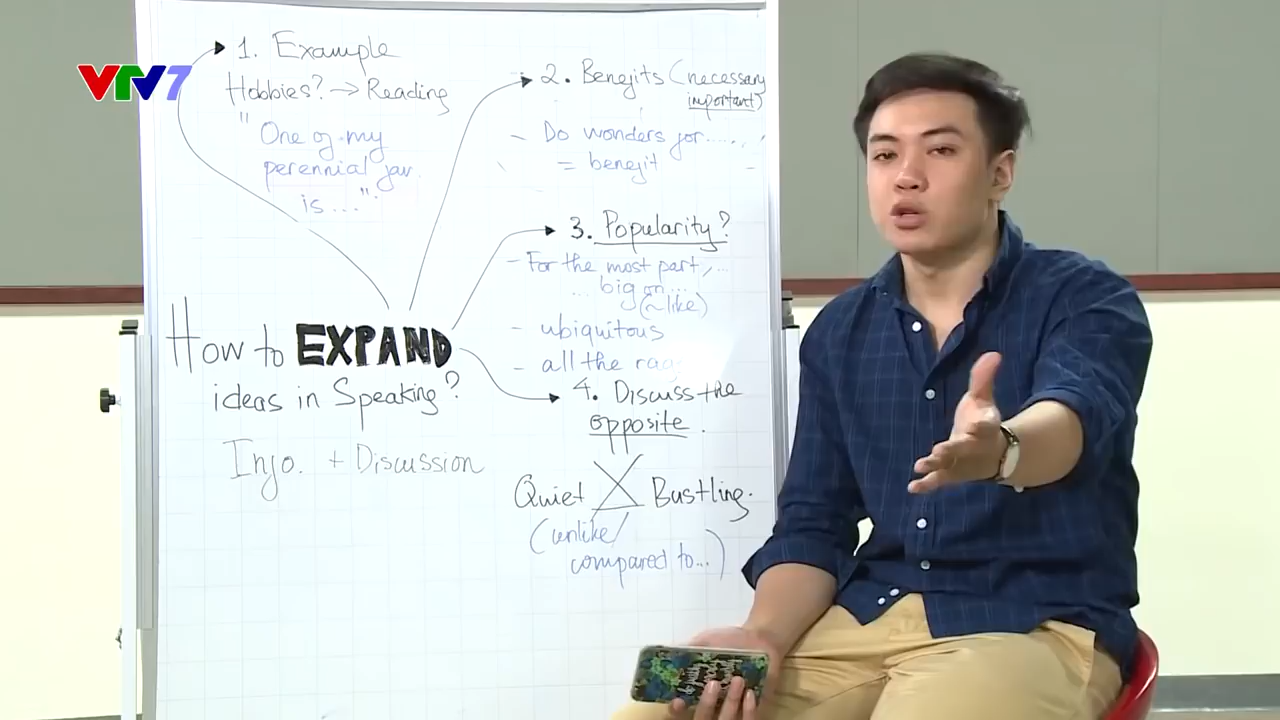 VTV7
1. Example
Hobbies? → Reading
" One of my
perennial fav.
is ..."
2. Benefits (necessary
important)
- Do wonders for......
= benefit
3. Popularity?
- For the most part, ...
... big on...
(~like)
- ubiquitous
- all the rag
4. Discuss the
opposite.
Quiet Bustling.
(unlike/
compared to...)
How to EXPAND
ideas in Speaking?
Info. + Discussion